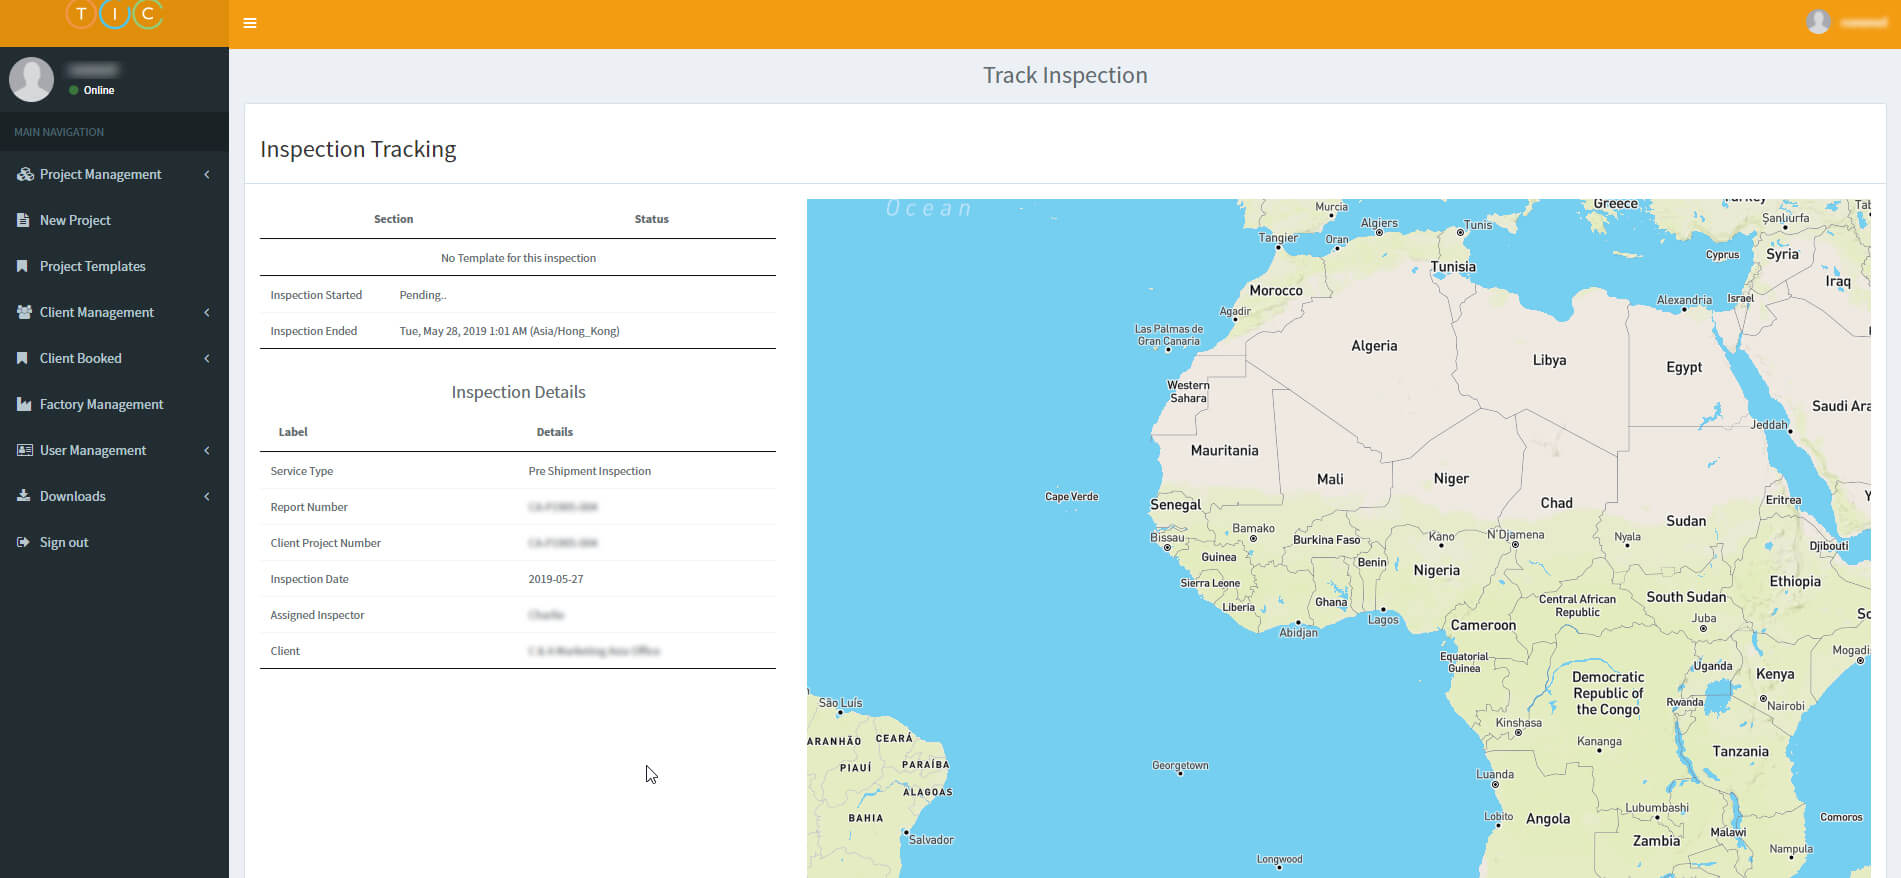 T I C
Track Inspection
Online
MAIN NAVIGATION
Project Management
New Project
Project Templates
Client Management
Client Booked
Factory Management
User Management
Downloads
Sign out
Inspection Tracking
Section Status
No Template for this inspection
Inspection Started Pending..
Inspection Ended Tue, May 28, 2019 1:01 AM (Asia/Hong_Kong)
Inspection Details
Label Details
Service Type Pre Shipment Inspection
Report Number
Client Project Number
Inspection Date 2019-05-27
Assigned Inspector
Client
Ocean
Murcia
Greece
Algiers
Tunis
Şanlıurfa
Tangier
Oran
Cyprus
Syria
Tunisia
Iraq
Morocco
Alexandria
Israel
Agadir
Las Palmas de
Gran Canaria
Algeria
Libya
Egypt
Western
Sahara
Saudi Ara
Jeddah
Mauritania
Mali
Niger
Chad
Cape Verde
Senegal
Eritrea
Sudan
Bamako
Bissau
Burkina Faso
Kano
N'Djamena
Nyala
Djibouti
Guinea
Benin
Nigeria
Sierra Leone
Ethiopia
Liberia
Ghana
Central African
Republic
South Sudan
Lagos
Cameroon
Juba
Abidjan
Mogadi
Equatorial
Guinea
Uganda
Kenya
Democratic
Republic of
the Congo
Rwanda
Nairobi
São Luís
Kinshasa
Kananga
Tanzania
ARANHÃO
CEARÁ
PIAUÍ
PARAÍBA
Georgetown
Luanda
ALAGOAS
Lubumbashi
BAHIA
Lobito
Angola
Comoros
Salvador
Zambia
Malawi
Nampula
Longwood